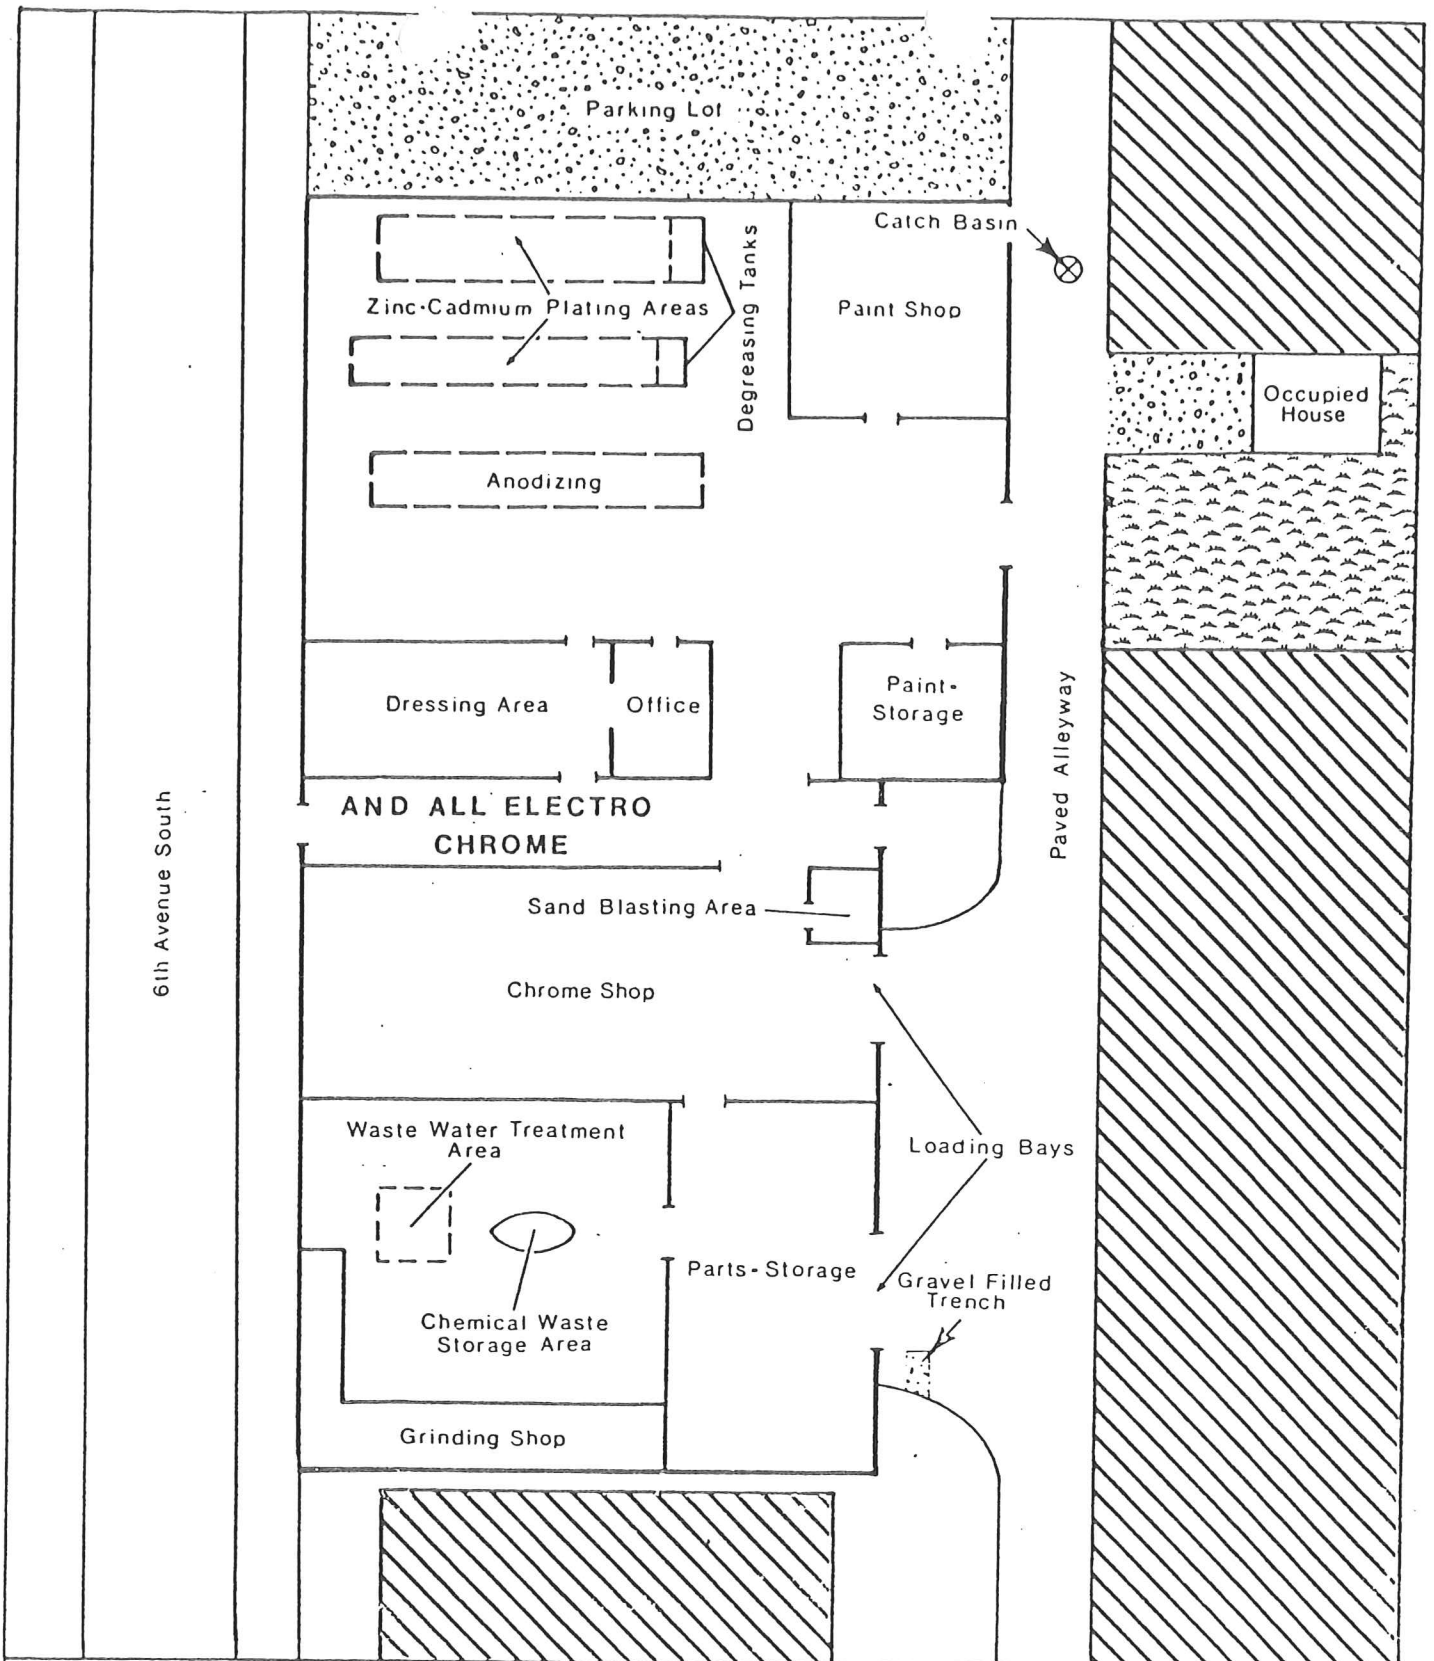 Parking Lot
Catch Basin
Degreasing Tanks
Zinc-Cadmium Plating Areas
Paint Shop
Occupied
House
Anodizing
Dressing Area
Office
Paint-
Storage
Paved Alleyway
6th Avenue South
AND ALL ELECTRO
CHROME
Sand Blasting Area
Chrome Shop
Waste Water Treatment
Area
Loading Bays
Parts-Storage
Gravel Filled
Trench
Chemical Waste
Storage Area
Grinding Shop